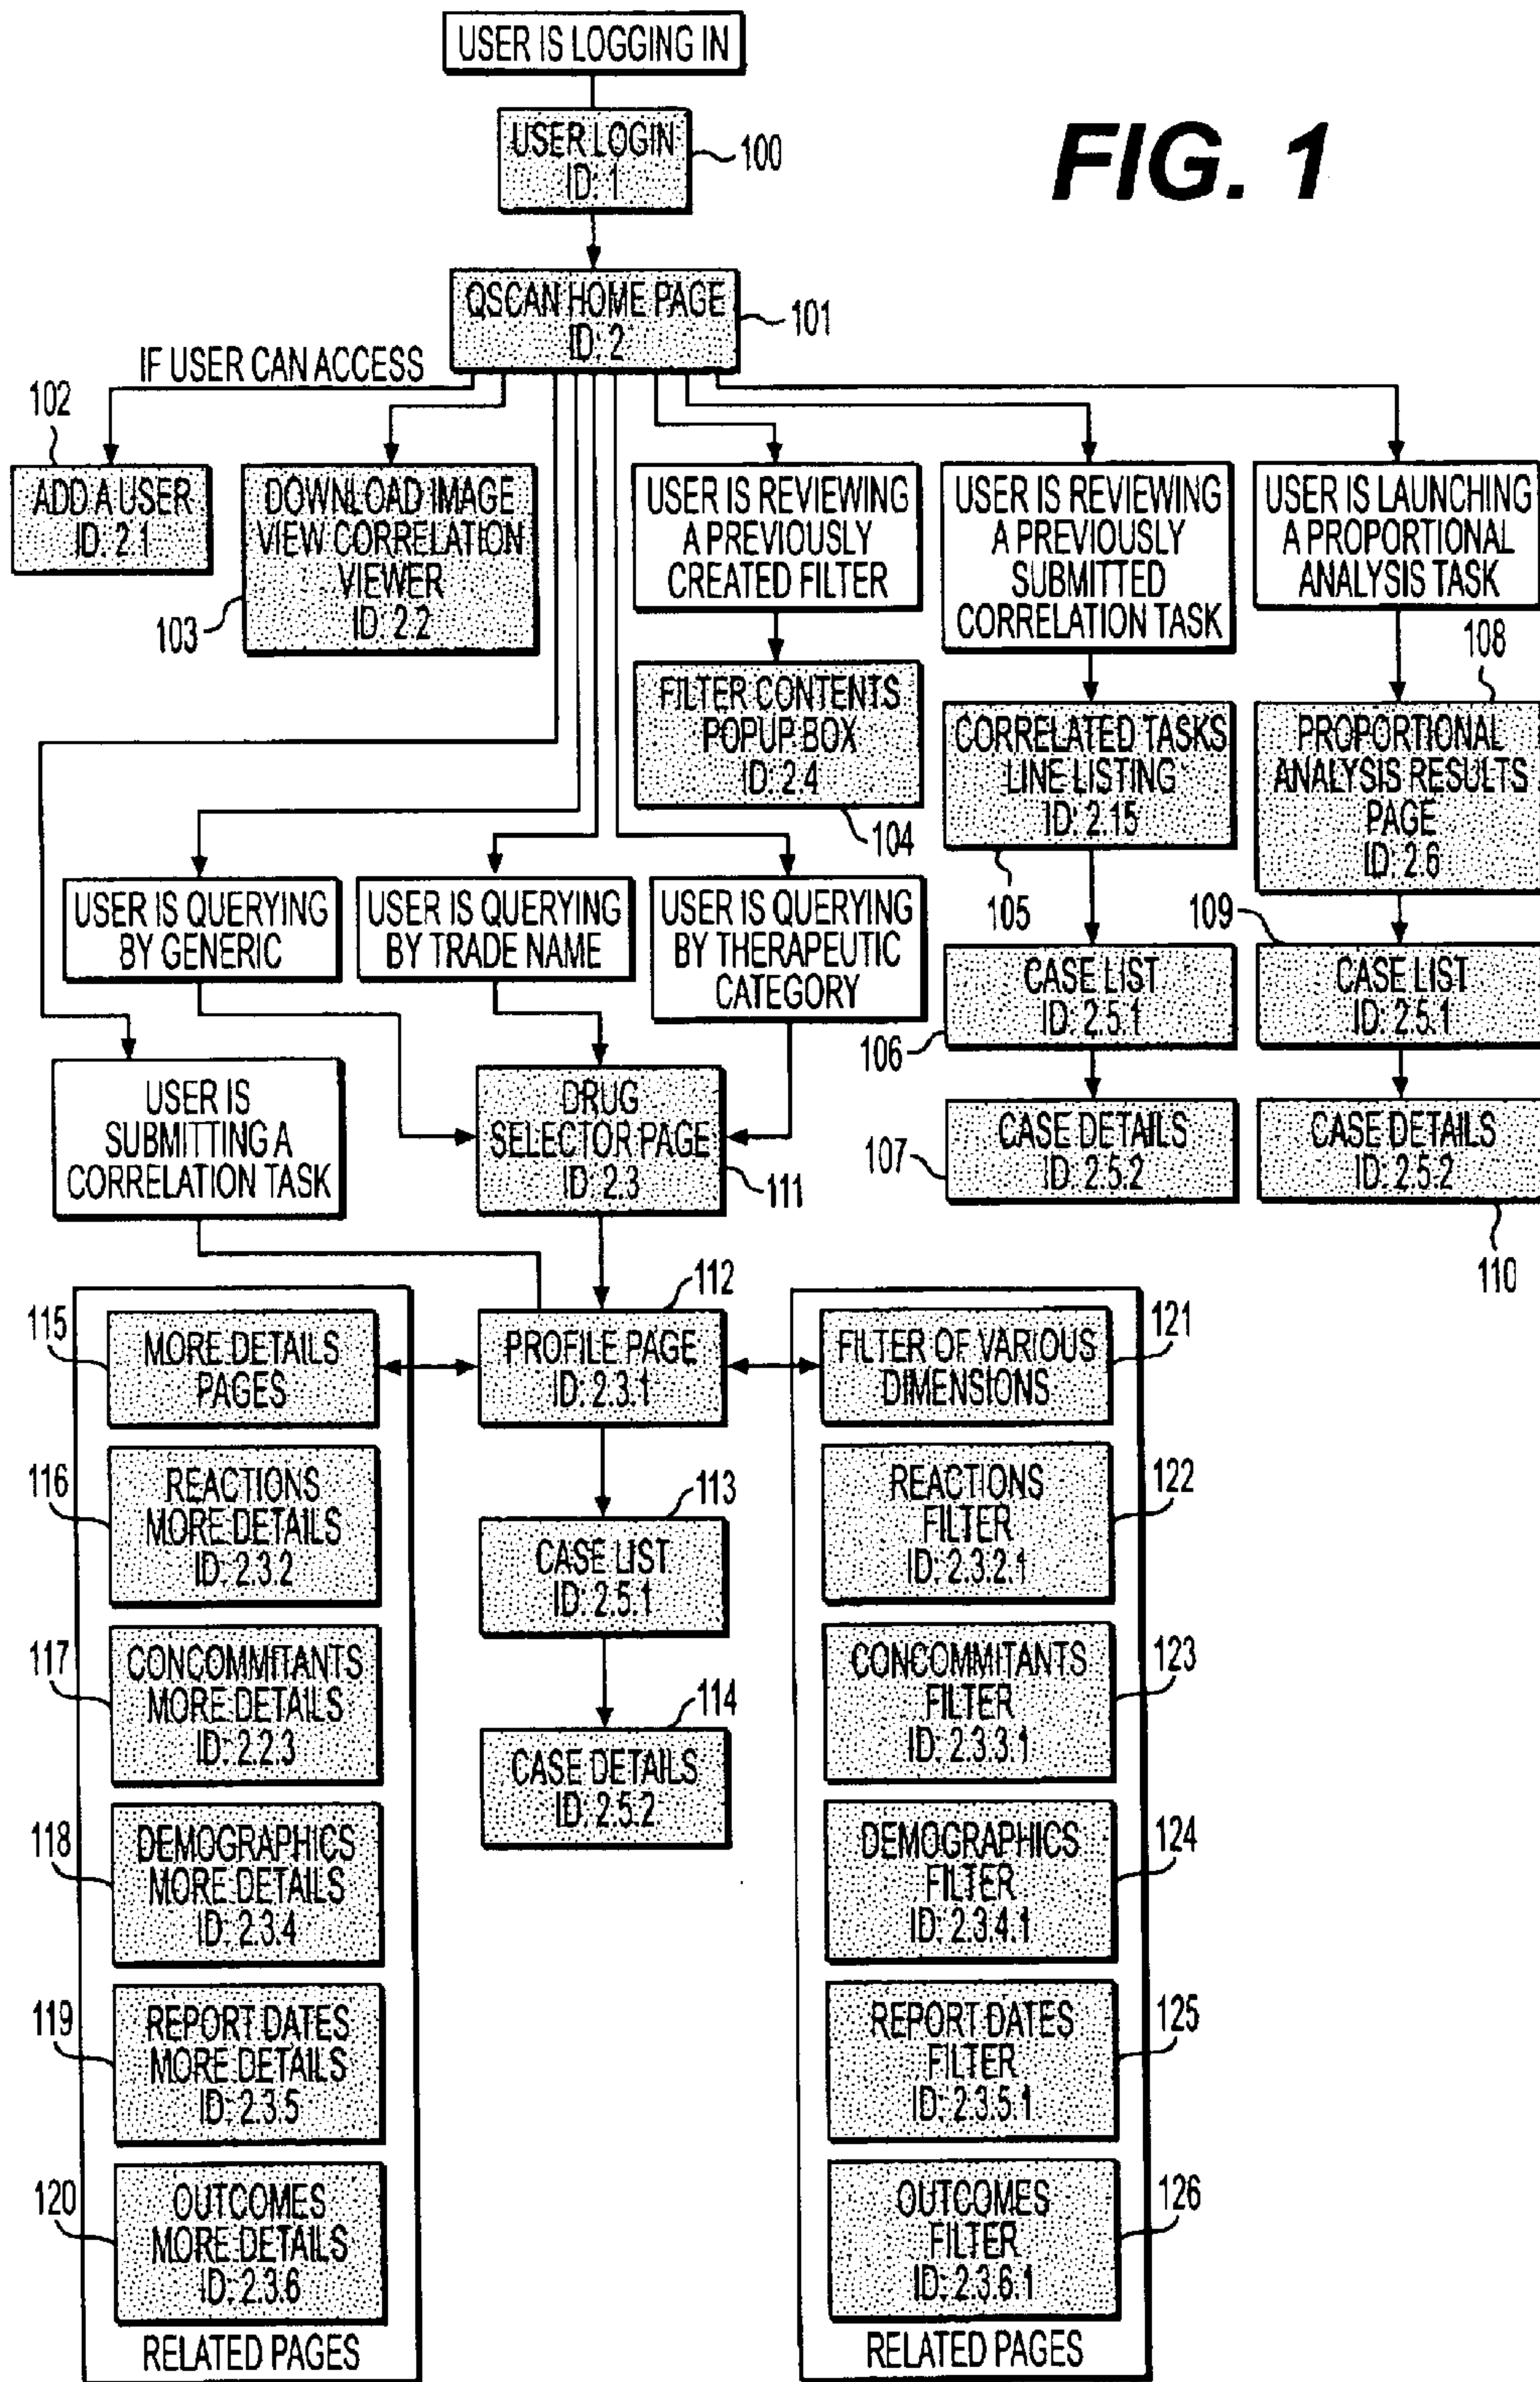 FIG. 1
USER IS LOGGING IN
USER LOGIN
ID: 1
100
QSCAN HOME PAGE
ID: 2
101
IF USER CAN ACCESS
102
ADD A USER
ID: 2.1
DOWNLOAD IMAGE
VIEW CORRELATION
VIEWER
ID: 2.2
103
USER IS REVIEWING
A PREVIOUSLY
CREATED FILTER
USER IS REVIEWING
A PREVIOUSLY
SUBMITTED
CORRELATION TASK
USER IS LAUNCHING
A PROPORTIONAL
ANALYSIS TASK
108
FILTER CONTENTS
POPUP BOX
ID: 2.4
104
CORRELATED TASKS
LINE LISTING
ID: 2.15
105
PROPORTIONAL
ANALYSIS RESULTS
PAGE
ID: 2.6
109
USER IS QUERYING
BY GENERIC
USER IS QUERYING
BY TRADE NAME
USER IS QUERYING
BY THERAPEUTIC
CATEGORY
CASE LIST
ID: 2.5.1
106
CASE LIST
ID: 2.5.1
USER IS
SUBMITTING A
CORRELATION TASK
DRUG
SELECTOR PAGE
ID: 2.3
111
CASE DETAILS
ID: 2.5.2
107
CASE DETAILS
ID: 2.5.2
110
112
115
MORE DETAILS
PAGES
PROFILE PAGE
ID: 2.3.1
FILTER OF VARIOUS
DIMENSIONS
121
116
REACTIONS
MORE DETAILS
ID: 2.3.2
113
CASE LIST
ID: 2.5.1
REACTIONS
FILTER
ID: 2.3.2.1
122
117
CONCOMMITANTS
MORE DETAILS
ID: 2.2.3
114
CASE DETAILS
ID: 2.5.2
CONCOMMITANTS
FILTER
ID: 2.3.3.1
123
118
DEMOGRAPHICS
MORE DETAILS
ID: 2.3.4
DEMOGRAPHICS
FILTER
ID: 2.3.4.1
124
119
REPORT DATES
MORE DETAILS
ID: 2.3.5
REPORT DATES
FILTER
ID: 2.3.5.1
125
120
OUTCOMES
MORE DETAILS
ID: 2.3.6
OUTCOMES
FILTER
ID: 2.3.6.1
126
RELATED PAGES
RELATED PAGES